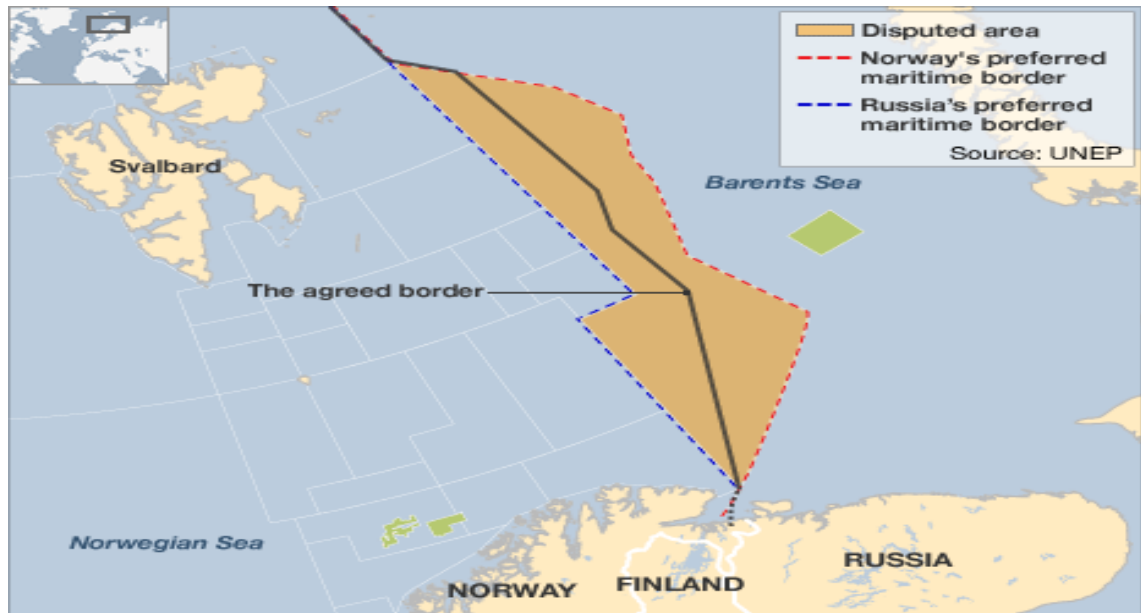 Disputed area
Norway's preferred
maritime border
Russia's preferred
maritime border
Source: UNEP
Svalbard
Barents Sea
The agreed border
Norwegian Sea
NORWAY
FINLAND
RUSSIA